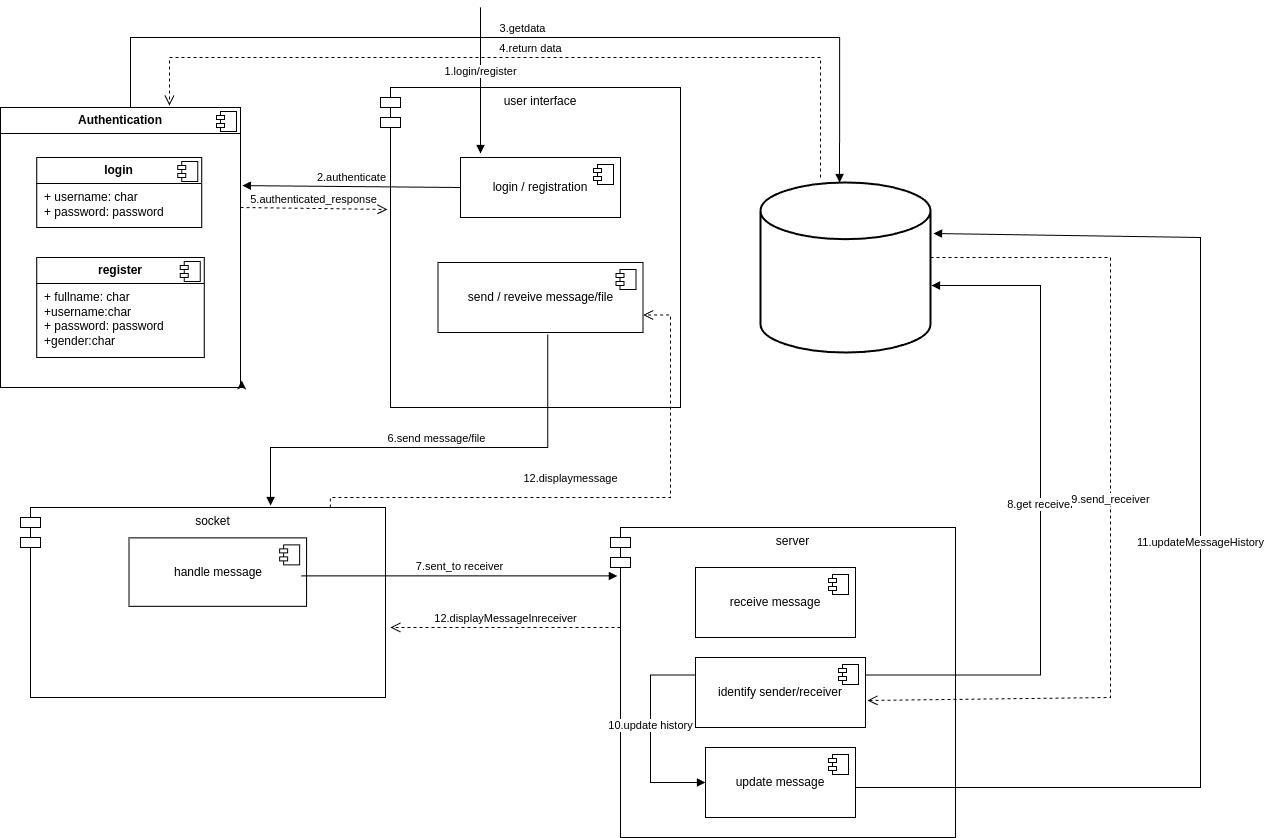 3.getdata
4.return data
1.login/register
user interface
Authentication
login
+ username: char
+ password: password
register
+ fullname: char
+username:char
+ password: password
+gender:char
2.authenticate
5.authenticated_response
login / registration
send / reveive message/file
6.send message/file
12.displaymessage
socket
handle message
7.sent_to receiver
12.displayMessageInreceiver
server
receive message
identify sender/receiver
10.update history
update message
8.get receive
9.send_receiver
11.updateMessageHistory